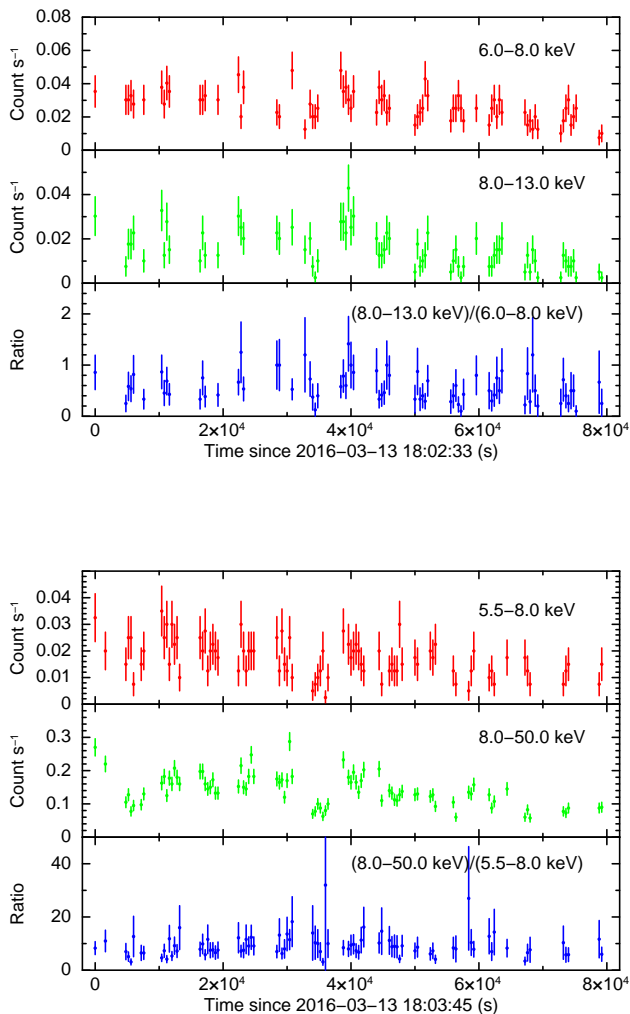 0.08
6.0−8.0 keV
0.06
Count s⁻¹
0.04
0.02
0
8.0−13.0 keV
0.04
Count s⁻¹
0.02
0
(8.0−13.0 keV)/(6.0−8.0 keV)
2
Ratio
1
0
0 2×10⁴ 4×10⁴ 6×10⁴ 8×10⁴
Time since 2016−03−13 18:02:33 (s)
0.05
5.5−8.0 keV
0.04
0.03
Count s⁻¹
0.02
0.01
0
8.0−50.0 keV
0.3
Count s⁻¹
0.2
0.1
0
(8.0−50.0 keV)/(5.5−8.0 keV)
40
Ratio
20
0
0 2×10⁴ 4×10⁴ 6×10⁴ 8×10⁴
Time since 2016−03−13 18:03:45 (s)